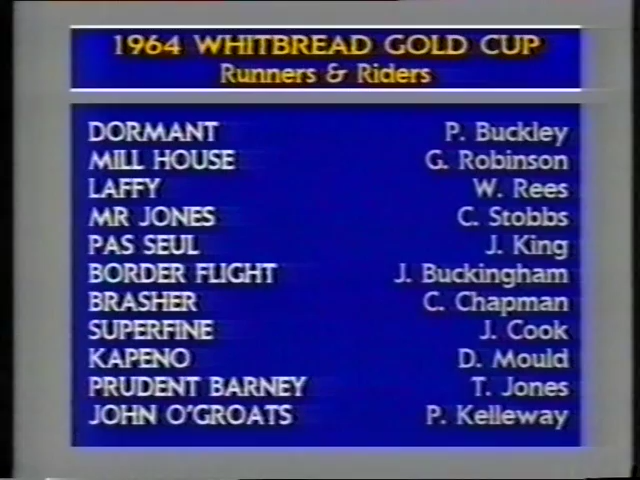 1964 WHITBREAD GOLD CUP
Runners & Riders
DORMANT P. Buckley
MILL HOUSE G. Robinson
LAFFY W. Rees
MR JONES C. Stobbs
PAS SEUL J. King
BORDER FLIGHT J. Buckingham
BRASHER C. Chapman
SUPERFINE J. Cook
KAPENO D. Mould
PRUDENT BARNEY T. Jones
JOHN O'GROATS P. Kelleway